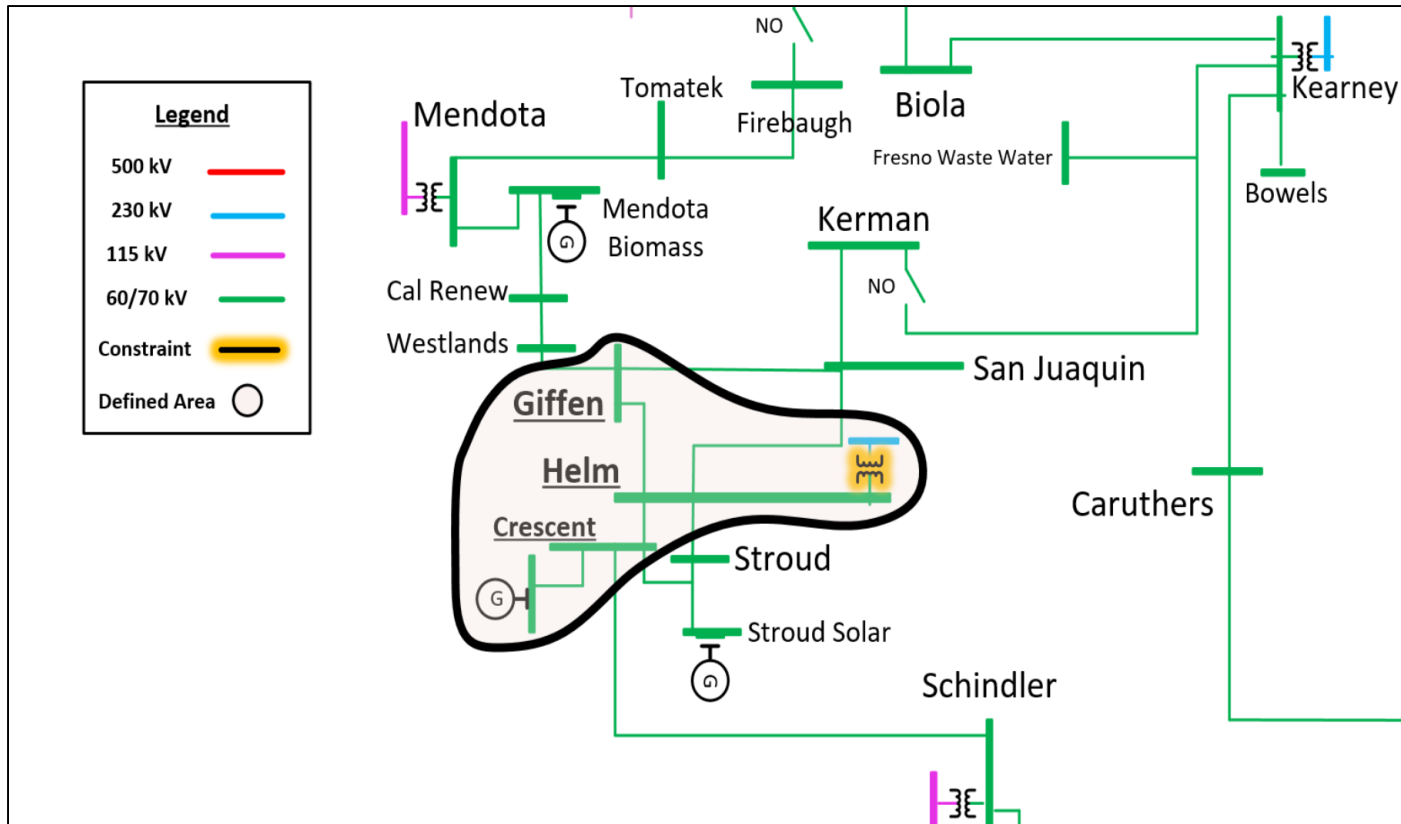 Legend
500 kV
230 kV
115 kV
60/70 kV
Constraint
Defined Area
NO
Tomatek
Mendota
Firebaugh
Biola
Kearney
Fresno Waste Water
Bowels
Mendota
Biomass
G
Kerman
NO
Cal Renew
Westlands
San Juaquin
Giffen
Helm
Crescent
G
Stroud
Caruthers
Stroud Solar
G
Schindler